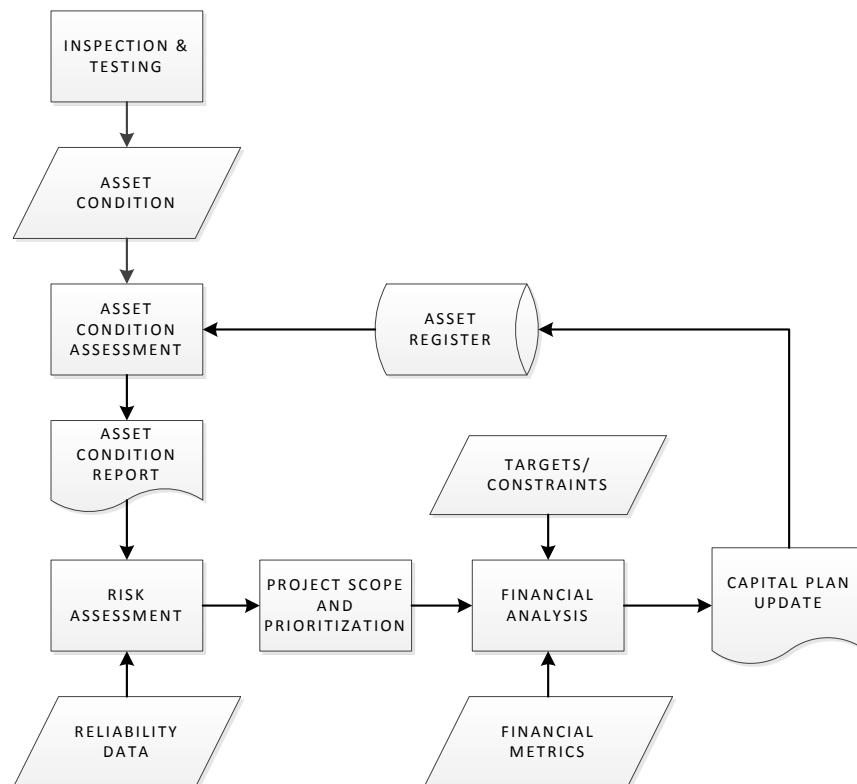 INSPECTION &
TESTING
ASSET
CONDITION
ASSET
CONDITION
ASSESSMENT
ASSET
REGISTER
ASSET
CONDITION
REPORT
TARGETS/
CONSTRAINTS
RISK
ASSESSMENT
PROJECT SCOPE
AND
PRIORITIZATION
FINANCIAL
ANALYSIS
CAPITAL PLAN
UPDATE
RELIABILITY
DATA
FINANCIAL
METRICS